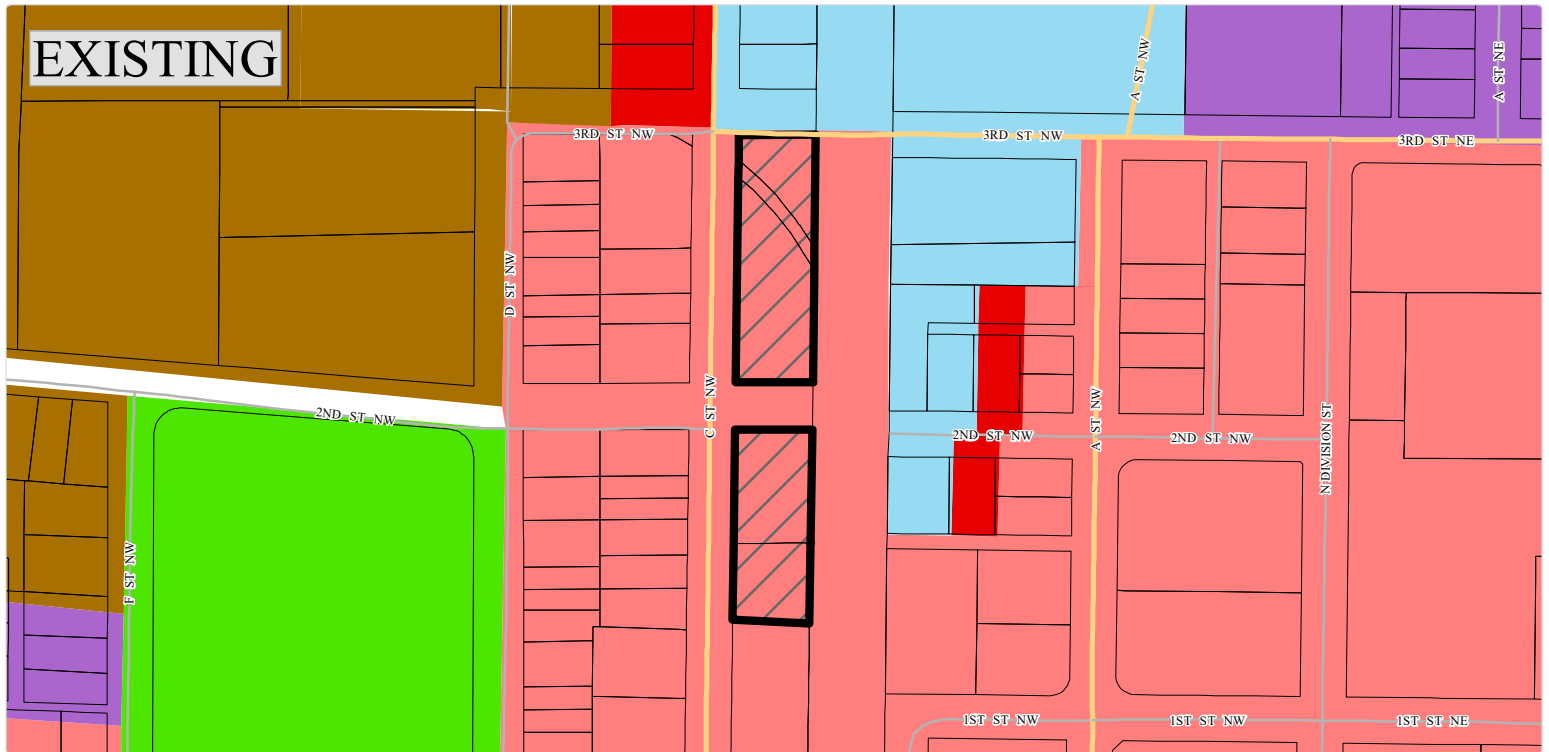 EXISTING
A ST NW
A ST NE
3RD ST NW
3RD ST NW
3RD ST NE
D ST NW
C ST NW
A ST NW
N DIVISION ST
2ND ST NW
2ND ST NW
2ND ST NW
F ST NW
1ST ST NW
1ST ST NW
1ST ST NE